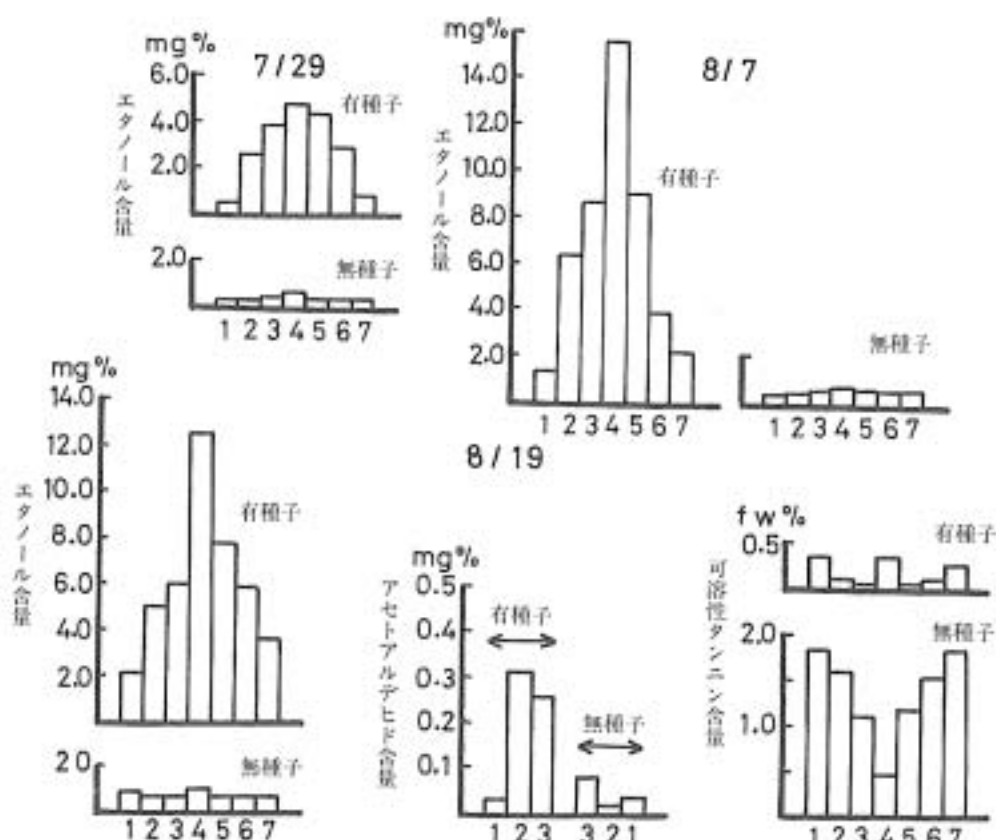 mg%
7/29
6.0
4.0
2.0
エタノール含量
有種子
2.0
無種子
1 2 3 4 5 6 7
mg%
8/7
14.0
12.0
10.0
8.0
6.0
4.0
2.0
エタノール含量
有種子
1 2 3 4 5 6 7
無種子
1 2 3 4 5 6 7
8/19
mg%
14.0
12.0
10.0
8.0
6.0
4.0
2.0
エタノール含量
有種子
2 0
無種子
1 2 3 4 5 6 7
mg%
0.5
0.4
0.3
0.2
0.1
アセトアルデヒド含量
有種子
無種子
1 2 3 3 2 1
f w %
0.5
有種子
可溶性タンニン含量
2.0
1.0
無種子
1 2 3 4 5 6 7